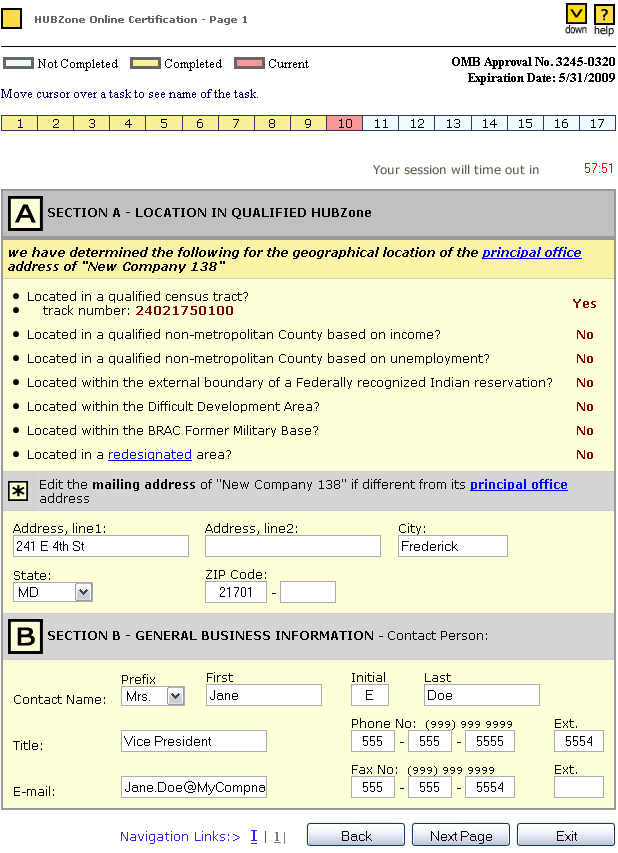 HUBZone Online Certification - Page 1
down help
Not Completed Completed Current
OMB Approval No. 3245-0320
Expiration Date: 5/31/2009
Move cursor over a task to see name of the task.
1 2 3 4 5 6 7 8 9 10 11 12 13 14 15 16 17
Your session will time out in 57:51
A SECTION A - LOCATION IN QUALIFIED HUBZone
we have determined the following for the geographical location of the principal office
address of "New Company 138"
Located in a qualified census tract?
track number: 24021750100 Yes
Located in a qualified non-metropolitan County based on income? No
Located in a qualified non-metropolitan County based on unemployment? No
Located within the external boundary of a Federally recognized Indian reservation? No
Located within the Difficult Development Area? No
Located within the BRAC Former Military Base? No
Located in a redesignated area? No
* Edit the mailing address of "New Company 138" if different from its principal office
address
Address, line1: Address, line2: City:
241 E 4th St Frederick
State: ZIP Code:
MD 21701 -
B SECTION B - GENERAL BUSINESS INFORMATION - Contact Person:
Prefix First Initial Last
Contact Name: Mrs. Jane E Doe
Phone No: (999) 999 9999 Ext.
Title: Vice President 555 - 555 - 5555 5554
Fax No: (999) 999 9999 Ext.
E-mail: Jane.Doe@MyCompna 555 - 555 - 5554
Navigation Links:> I | 1| Back Next Page Exit